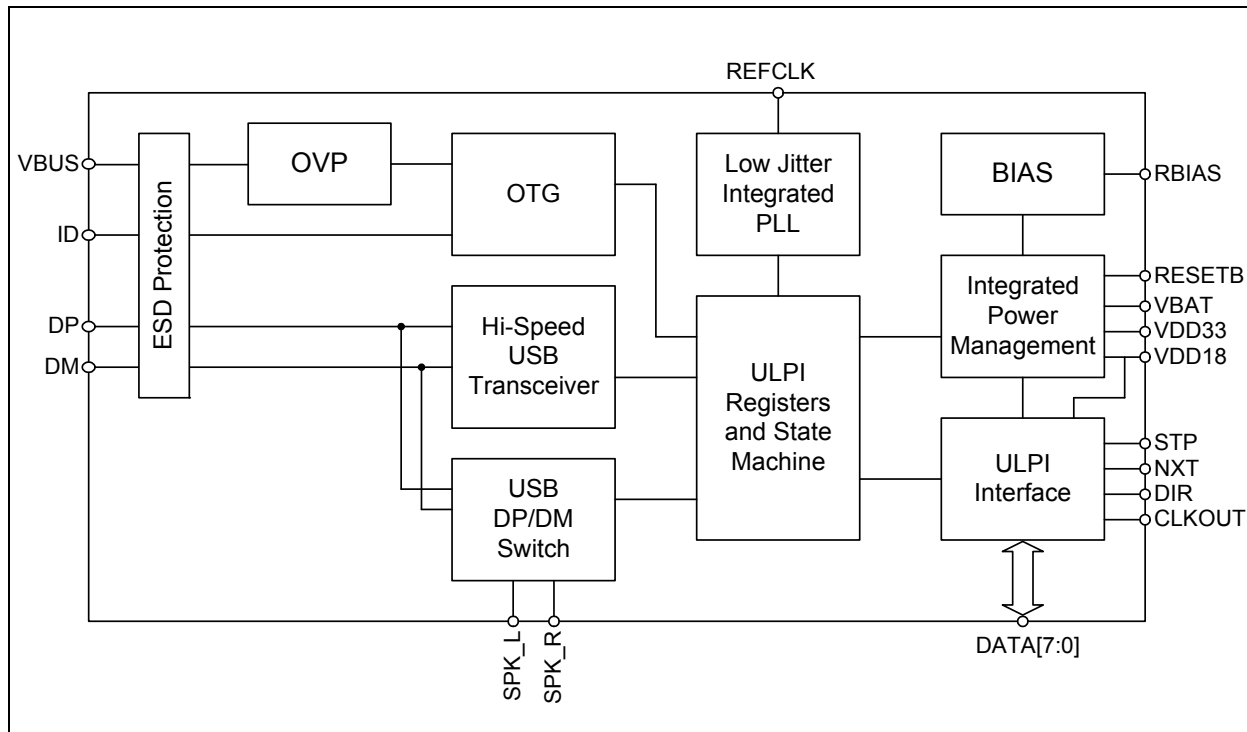 REFCLK
VBUS
ID
DP
DM
ESD Protection
OVP
OTG
Hi-Speed
USB
Transceiver
USB
DP/DM
Switch
SPK_L
SPK_R
Low Jitter
Integrated
PLL
ULPI
Registers
and State
Machine
BIAS
Integrated
Power
Management
ULPI
Interface
RBIAS
RESETB
VBAT
VDD33
VDD18
STP
NXT
DIR
CLKOUT
DATA[7:0]